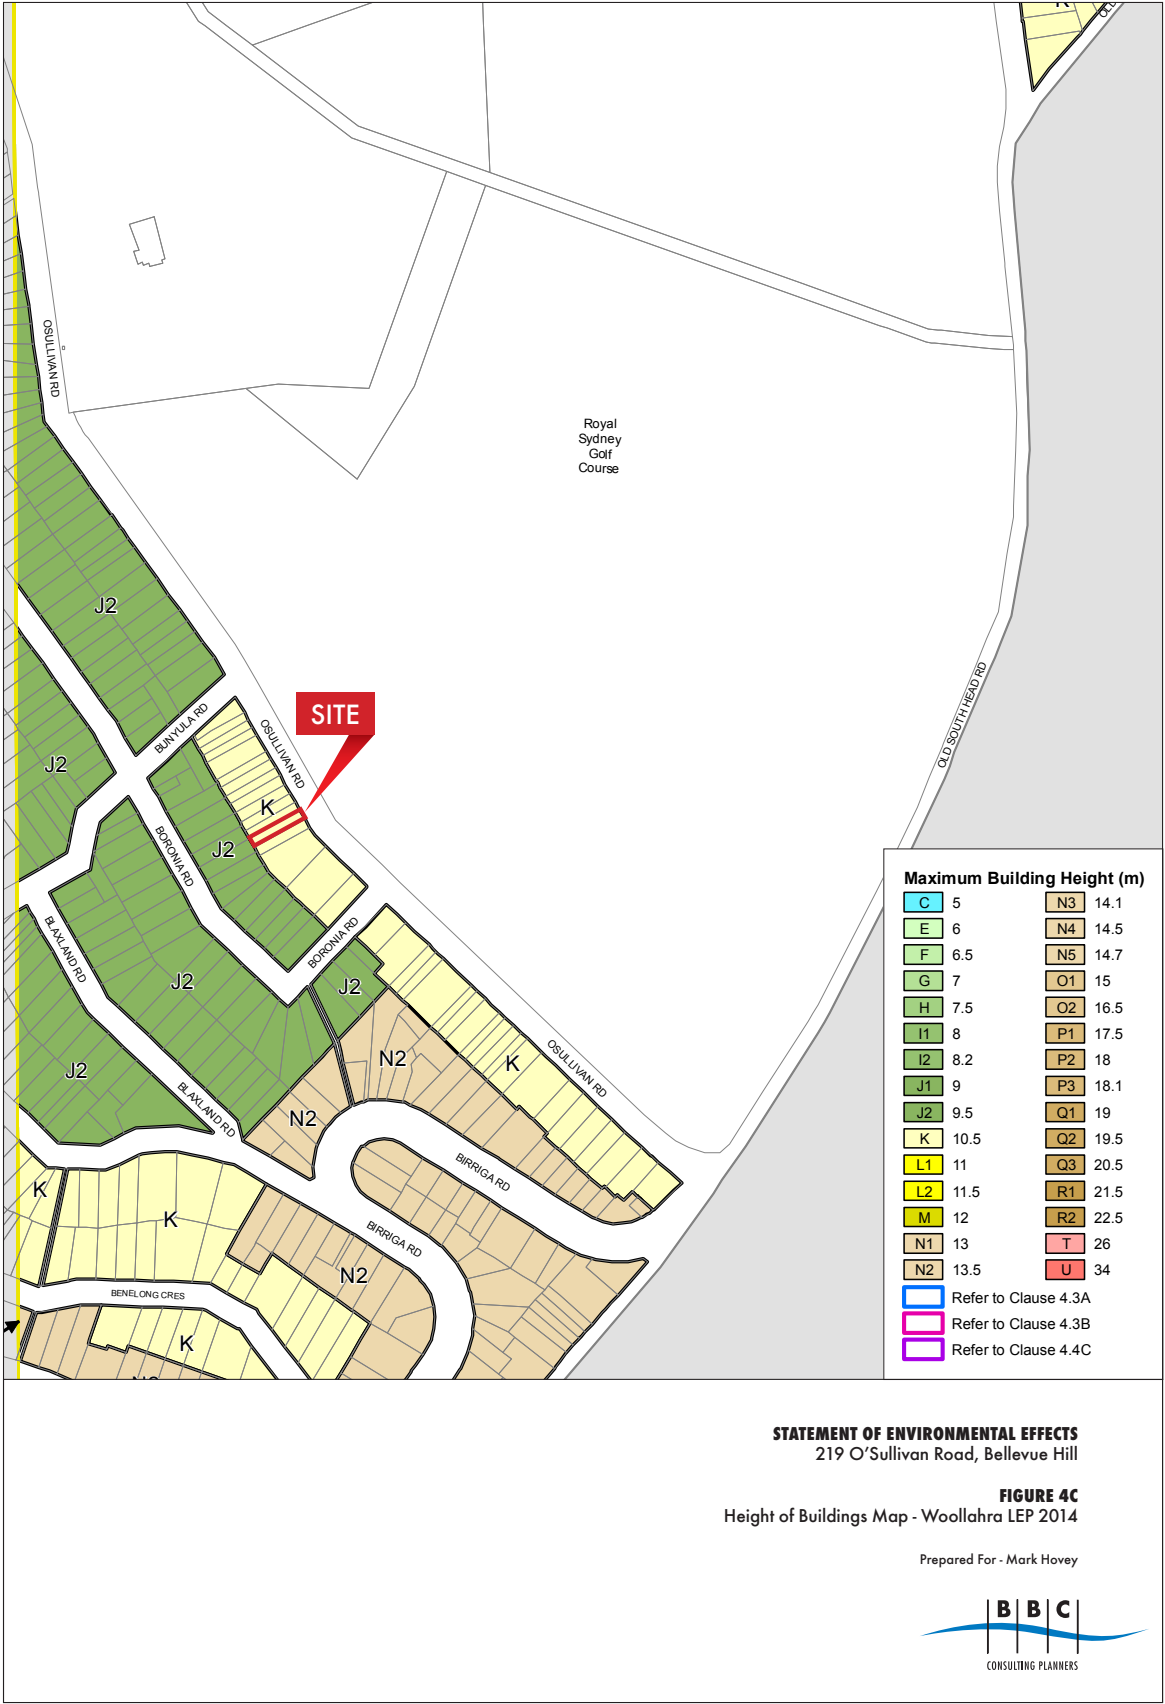 K
OLD
OSULLIVAN RD
Royal
Sydney
Golf
Course
J2
BUNYULA RD
OSULLIVAN RD
SITE
OLD SOUTH HEAD RD
J2
K
J2
BORONIA RD
BLAXLAND RD
BORONIA RD
J2
J2
J2
N2
K
OSULLIVAN RD
BLAXLAND RD
N2
BIRRIGA RD
K
K
BIRRIGA RD
N2
BENELONG CRES
K
N2
Maximum Building Height (m)
C 5
E 6
F 6.5
G 7
H 7.5
I1 8
I2 8.2
J1 9
J2 9.5
K 10.5
L1 11
L2 11.5
M 12
N1 13
N2 13.5
N3 14.1
N4 14.5
N5 14.7
O1 15
O2 16.5
P1 17.5
P2 18
P3 18.1
Q1 19
Q2 19.5
Q3 20.5
R1 21.5
R2 22.5
T 26
U 34
Refer to Clause 4.3A
Refer to Clause 4.3B
Refer to Clause 4.4C
STATEMENT OF ENVIRONMENTAL EFFECTS
219 O'Sullivan Road, Bellevue Hill
FIGURE 4C
Height of Buildings Map - Woollahra LEP 2014
Prepared For - Mark Hovey
BBC
CONSULTING PLANNERS